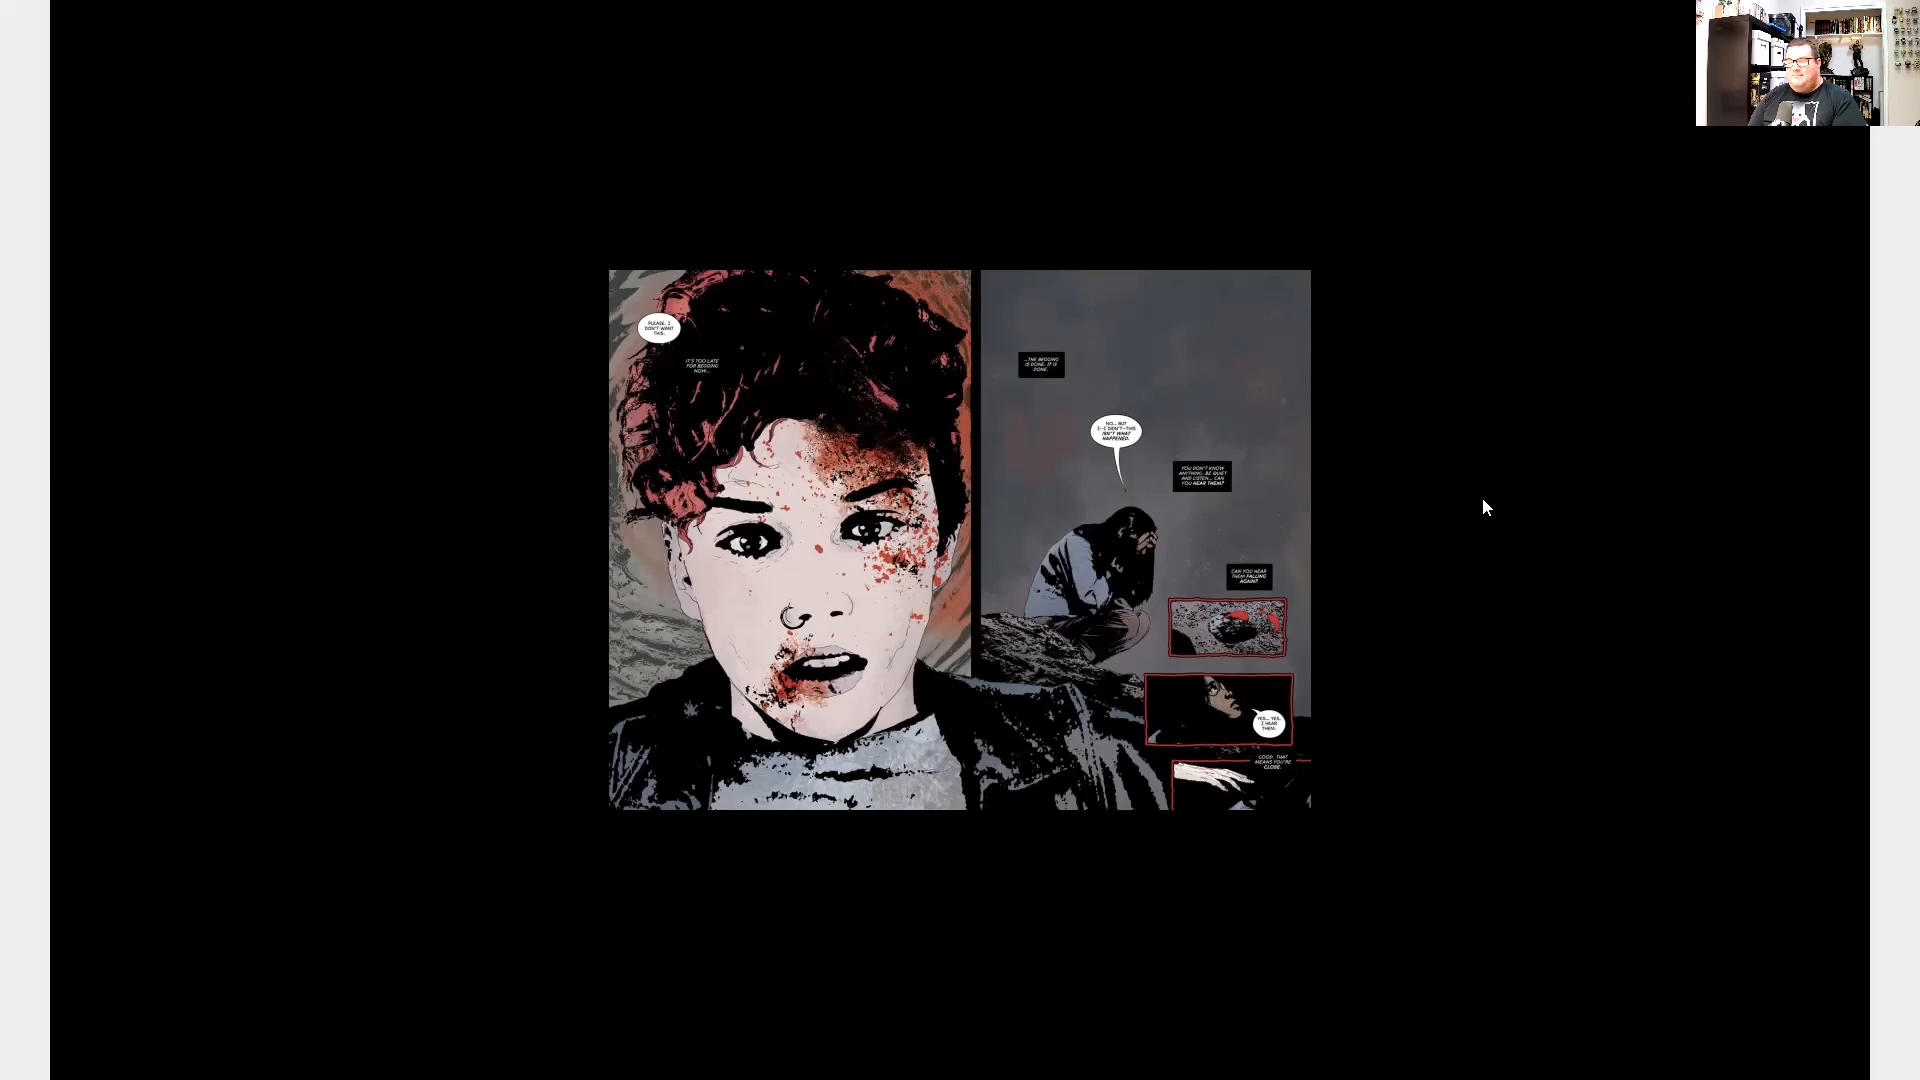 PLEASE. I
DON'T WANT
THIS.
IT'S TOO LATE
FOR BEGGING
NOW...
...THE BEGGING
IS DONE. IT IS
DONE.
NO... BUT
I--I DIDN'T--THIS
ISN'T WHAT
HAPPENED.
YOU DON'T KNOW
ANYTHING. BE QUIET
AND LISTEN... CAN
YOU HEAR THEM?
CAN YOU HEAR
THEM FALLING
AGAIN?
YES... YES,
I HEAR
THEM.
GOOD. THAT
MEANS YOU'RE
CLOSE.